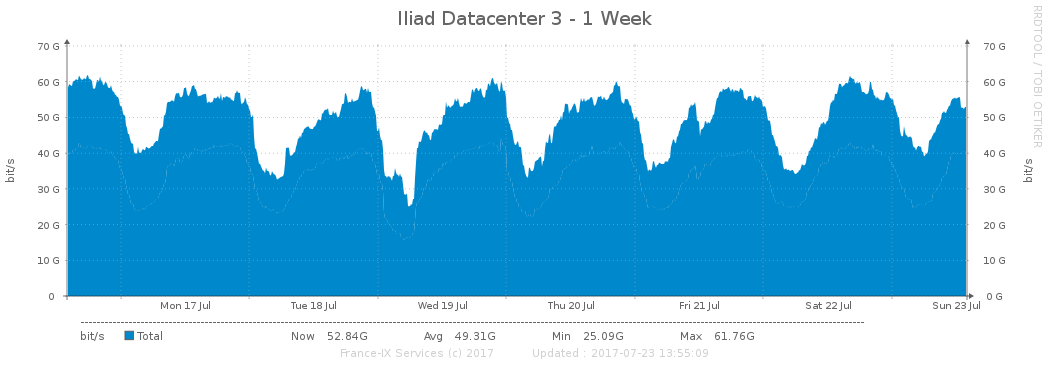 Iliad Datacenter 3 - 1 Week
RRDTOOL / TOBI OETIKER
bit/s
70 G 70 G
60 G 60 G
50 G 50 G
40 G 40 G
30 G 30 G
20 G 20 G
10 G 10 G
0 0 G
bit/s
Mon 17 Jul Tue 18 Jul Wed 19 Jul Thu 20 Jul Fri 21 Jul Sat 22 Jul Sun 23 Jul
bit/s Total Now 52.84G Avg 49.31G Min 25.09G Max 61.76G
France-IX Services (c) 2017 Updated : 2017-07-23 13:55:09